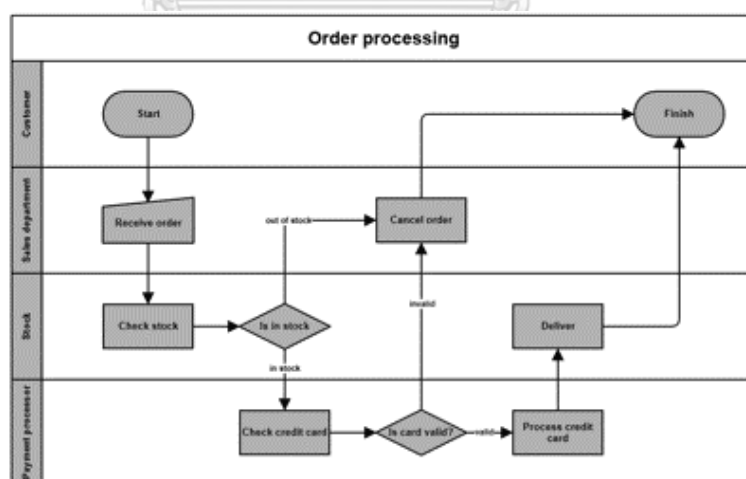 Order processing
Customer
Start
Finish
Sales department
Receive order
out of stock
Cancel order
Stock
Check stock
Is in stock
invalid
Deliver
in stock
Payment processor
Check credit card
Is card valid?
valid
Process credit
card